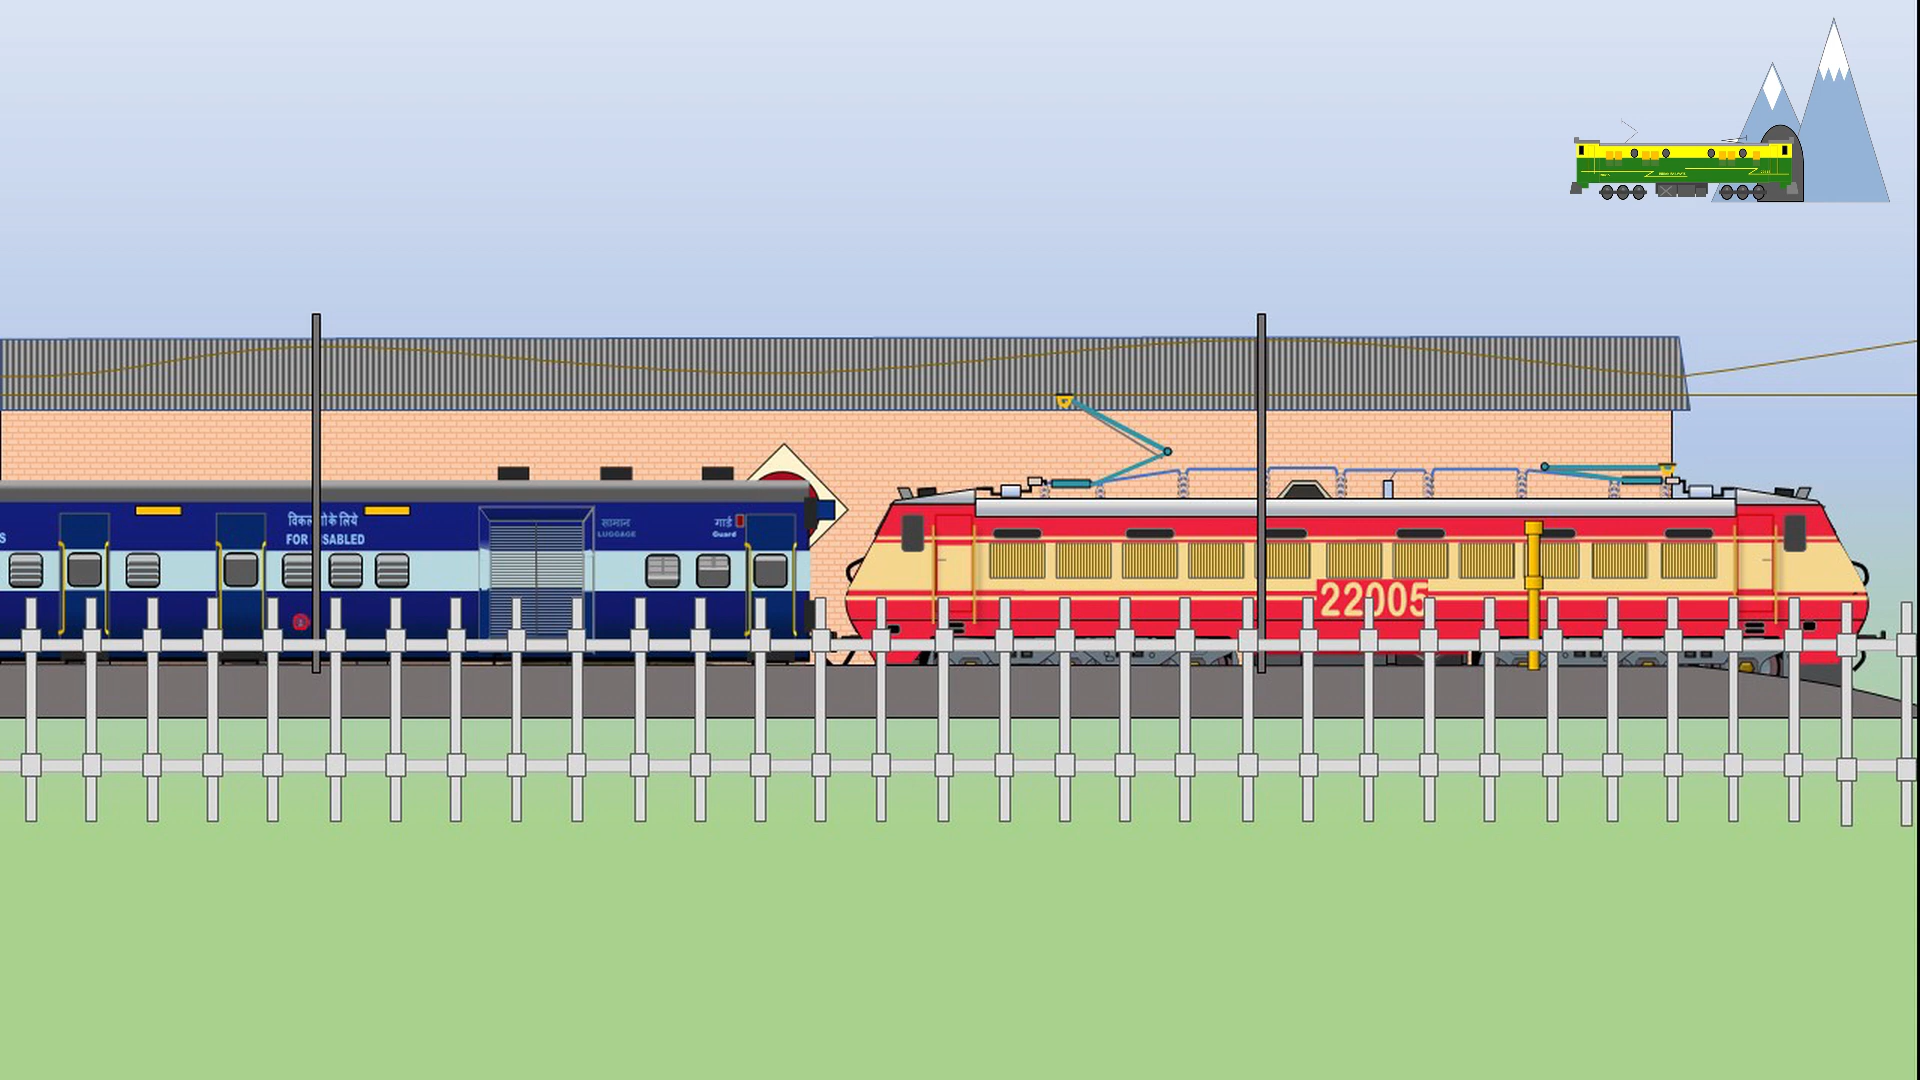 S
विकलांगो के लिये
FOR DISABLED
सामान
LUGGAGE
गार्ड
Guard
22005